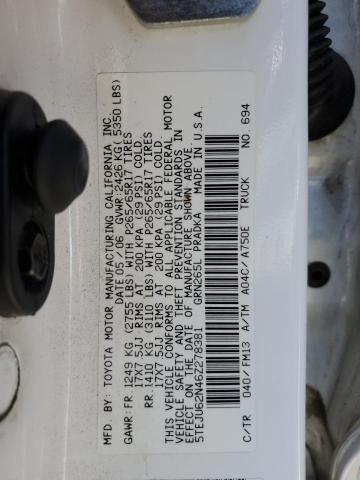 MFD. BY: TOYOTA MOTOR MANUFACTURING CALIFORNIA INC.
DATE 05 / 06 GVWR: 2426 KG( 5350 LBS)
GAWR: FR. 1249 KG (2755 LBS) WITH P265/65R17 TIRES
17X7.5JJ RIMS AT 200 KPA (29 PSI) COLD.
RR. 1410 KG (3110 LBS) WITH P265/65R17 TIRES
17X7.5JJ RIMS AT 200 KPA (29 PSI) COLD.
THIS VEHICLE CONFORMS TO ALL APPLICABLE FEDERAL MOTOR
VEHICLE SAFETY AND THEFT PREVENTION STANDARDS IN
EFFECT ON THE DATE OF MANUFACTURE SHOWN ABOVE.
5TEJU62N46Z278381 GRN265L PRADKA MADE IN U.S.A.
C/TR 040/FM13 A/TM A04C/A750E TRUCK NO. 694